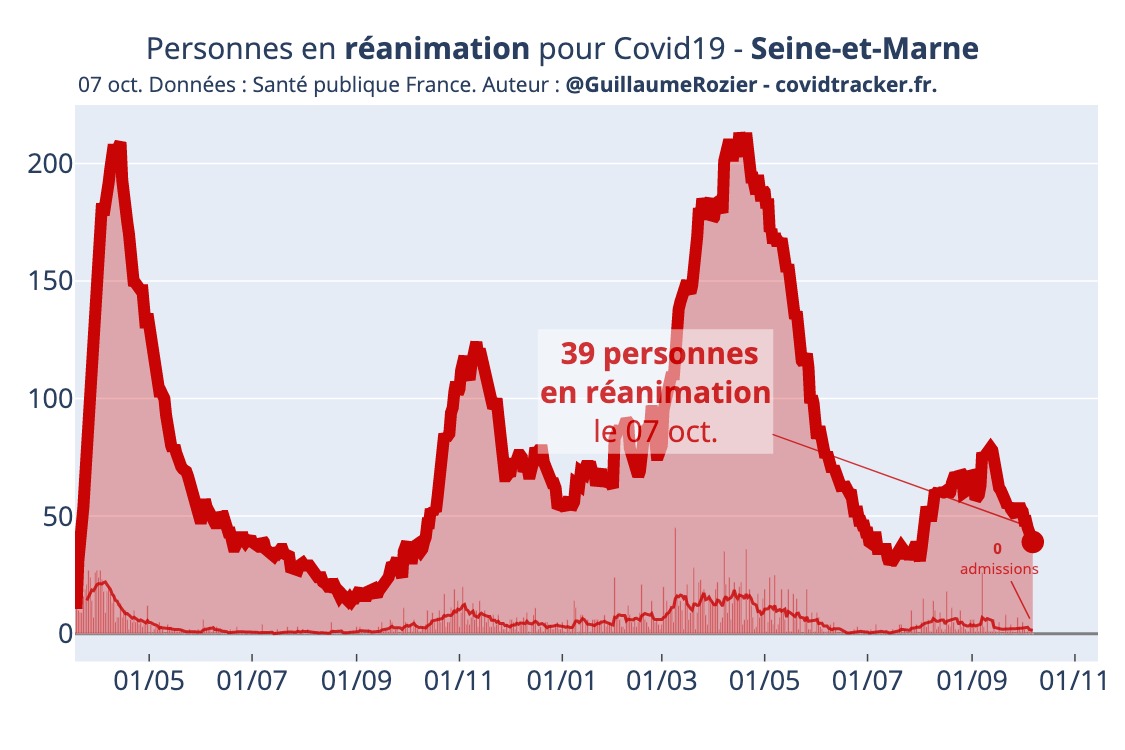 Personnes en réanimation pour Covid19 - Seine-et-Marne
07 oct. Données : Santé publique France. Auteur : @GuillaumeRozier - covidtracker.fr.
200
150
100
50
0
39 personnes
en réanimation
le 07 oct.
0
admissions
01/05
01/07
01/09
01/11
01/01
01/03
01/05
01/07
01/09
01/11